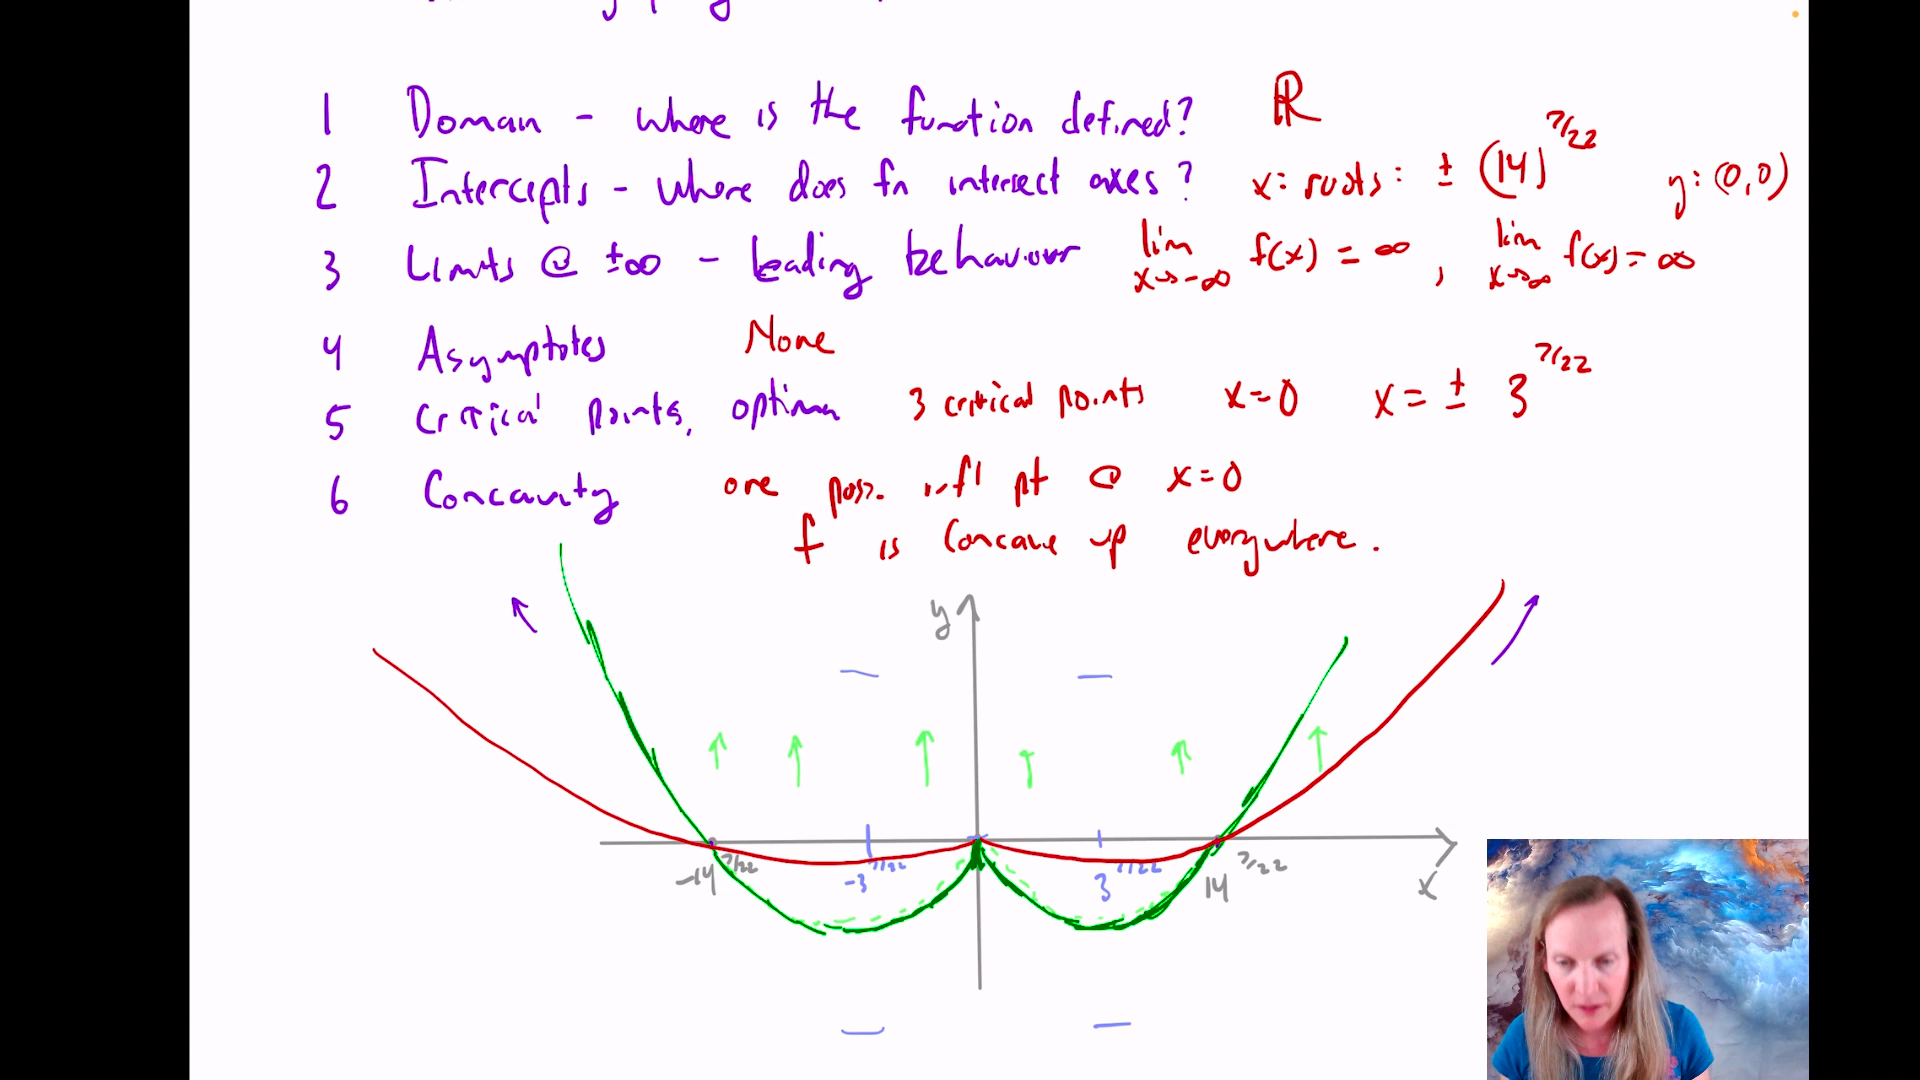 1 Doman - where is the function defined? ℝ
2 Intercepts - where does fn intersect axes? x: roots: ± (14)^7/22 y: (0,0)
3 Limits @ ±∞ - leading behaviour lim x→-∞ f(x) = ∞, lim x→∞ f(x) = ∞
4 Asymptotes None
5 Critical points, optima 3 critical points x=0 x = ± 3^7/22
6 Concavity one poss. infl pt @ x=0
f is concave up everywhere.
y
-14^7/22 -3^7/22 3^7/22 14^7/22 x